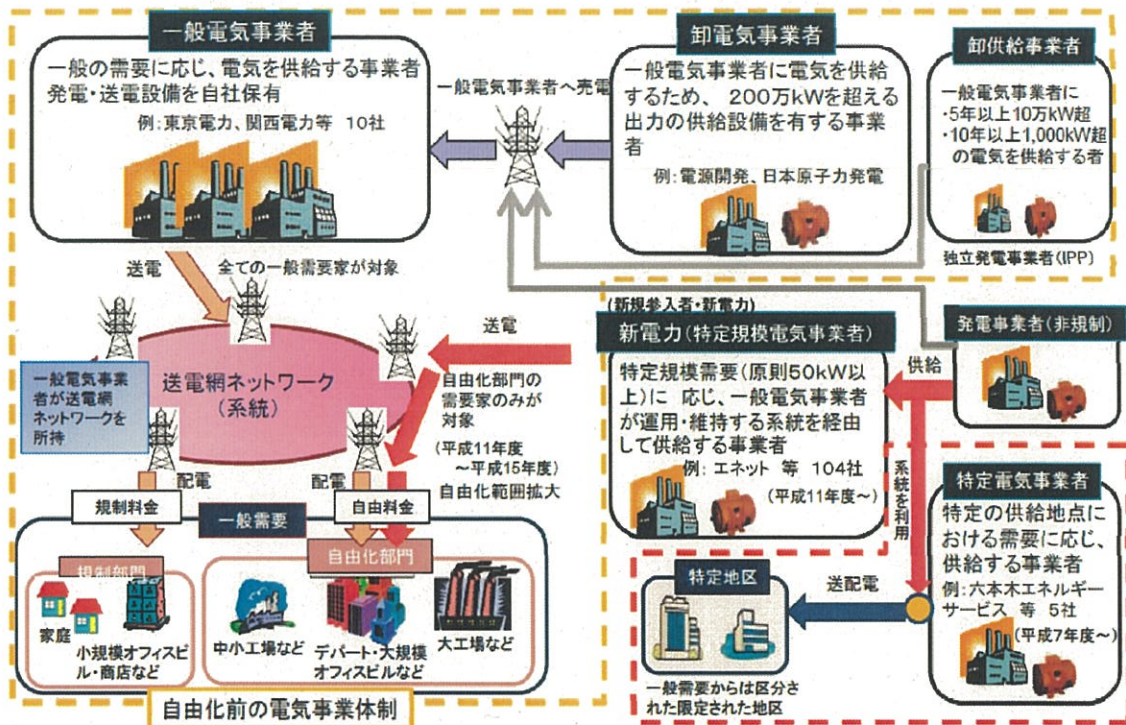 一般電気事業者
一般の需要に応じ、電気を供給する事業者
発電・送電設備を自社保有
例：東京電力、関西電力等 10社
一般電気事業者へ売電
卸電気事業者
一般電気事業者に電気を供給
するため、 200万kWを超える
出力の供給設備を有する事業
者
例：電源開発、日本原子力発電
卸供給事業者
一般電気事業者に
・5年以上10万kW超
・10年以上1,000kW超
の電気を供給する者
独立発電事業者(IPP)
送電
全ての一般需要家が対象
送電網ネットワーク
(系統)
一般電気事業
者が送電網
ネットワークを
所持
送電
自由化部門の
需要家のみが
対象
(平成11年度
～平成15年度)
自由化範囲拡大
(新規参入者・新電力)
新電力(特定規模電気事業者)
特定規模需要(原則50kW以
上)に 応じ、一般電気事業者
が運用・維持する系統を経由
して供給する事業者
例： エネット 等 104社
(平成11年度～)
発電事業者(非規制)
供給
系統を利用
特定電気事業者
特定の供給地点に
おける需要に応じ、
供給する事業者
例：六本木エネルギー
サービス 等 5社
(平成7年度～)
特定地区
送配電
一般需要からは区分さ
れた限定された地区
配電
配電
規制料金
自由料金
一般需要
規制部門
自由化部門
家庭
小規模オフィスビ
ル・商店など
中小工場など
デパート・大規模
オフィスビルなど
大工場など
自由化前の電気事業体制